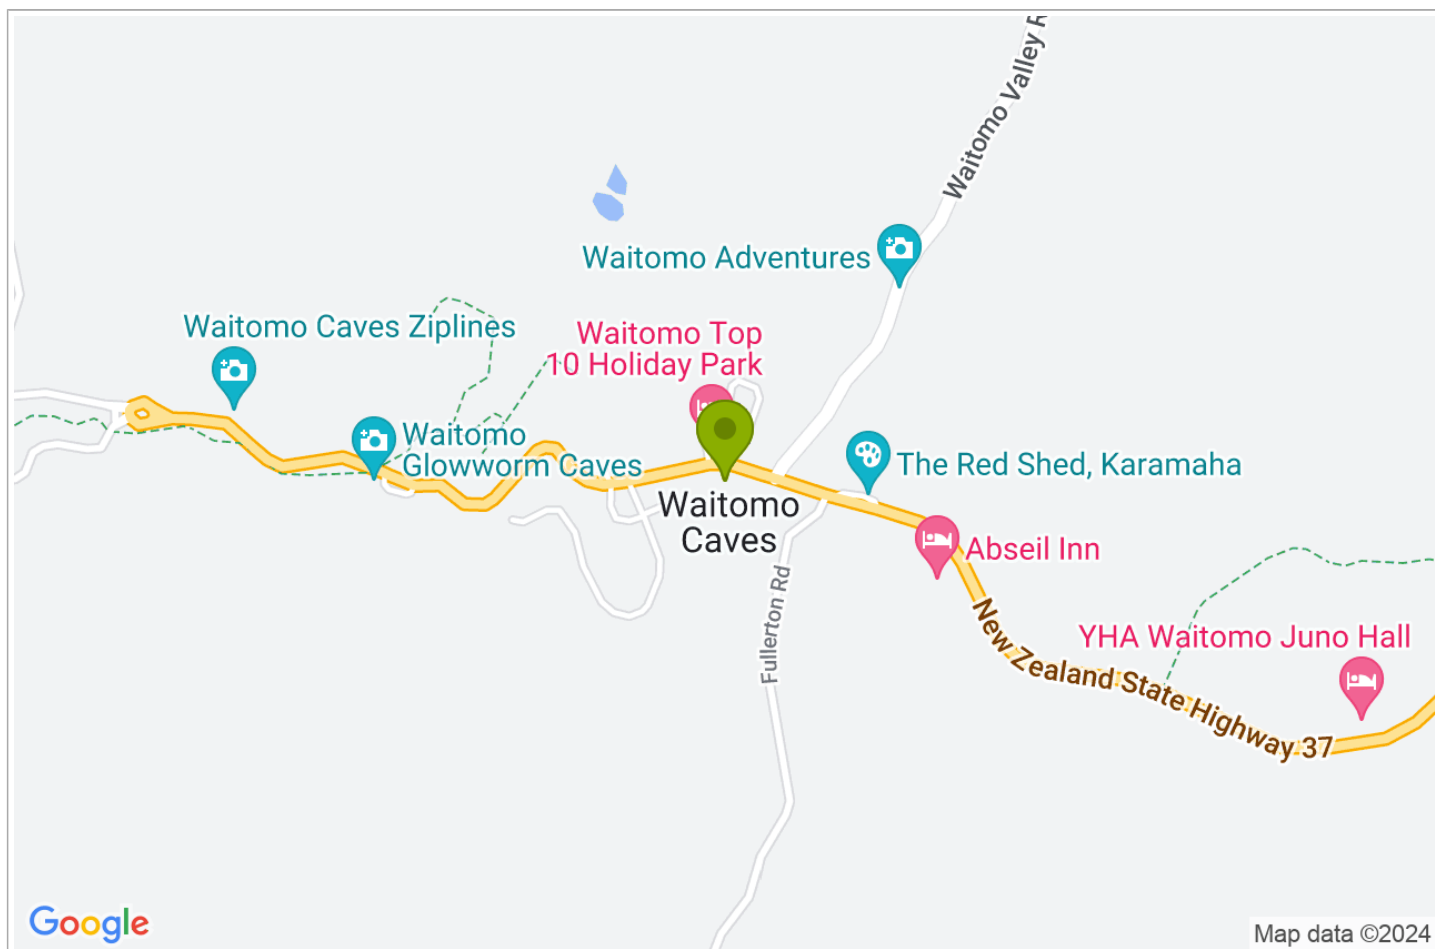 Waitomo Valley R
Waitomo Adventures
Waitomo Caves Ziplines
Waitomo Top
10 Holiday Park
Waitomo
Glowworm Caves
The Red Shed, Karamaha
Waitomo
Caves
Abseil Inn
Fullerton Rd
New Zealand State Highway 37
YHA Waitomo Juno Hall
Google
Map data ©2024